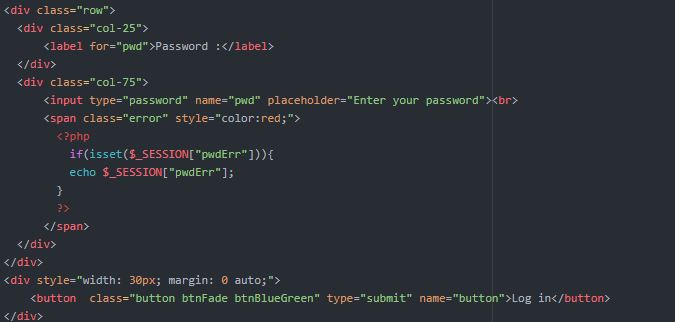 <div class="row">
<div class="col-25">
<label for="pwd">Password :</label>
</div>
<div class="col-75">
<input type="password" name="pwd" placeholder="Enter your password"><br>
<span class="error" style="color:red;">
<?php
if(isset($_SESSION["pwdErr"])){
echo $_SESSION["pwdErr"];
}
?>
</span>
</div>
</div>
<div style="width: 30px; margin: 0 auto;">
<button  class="button btnFade btnBlueGreen" type="submit" name="button">Log in</button>
</div>